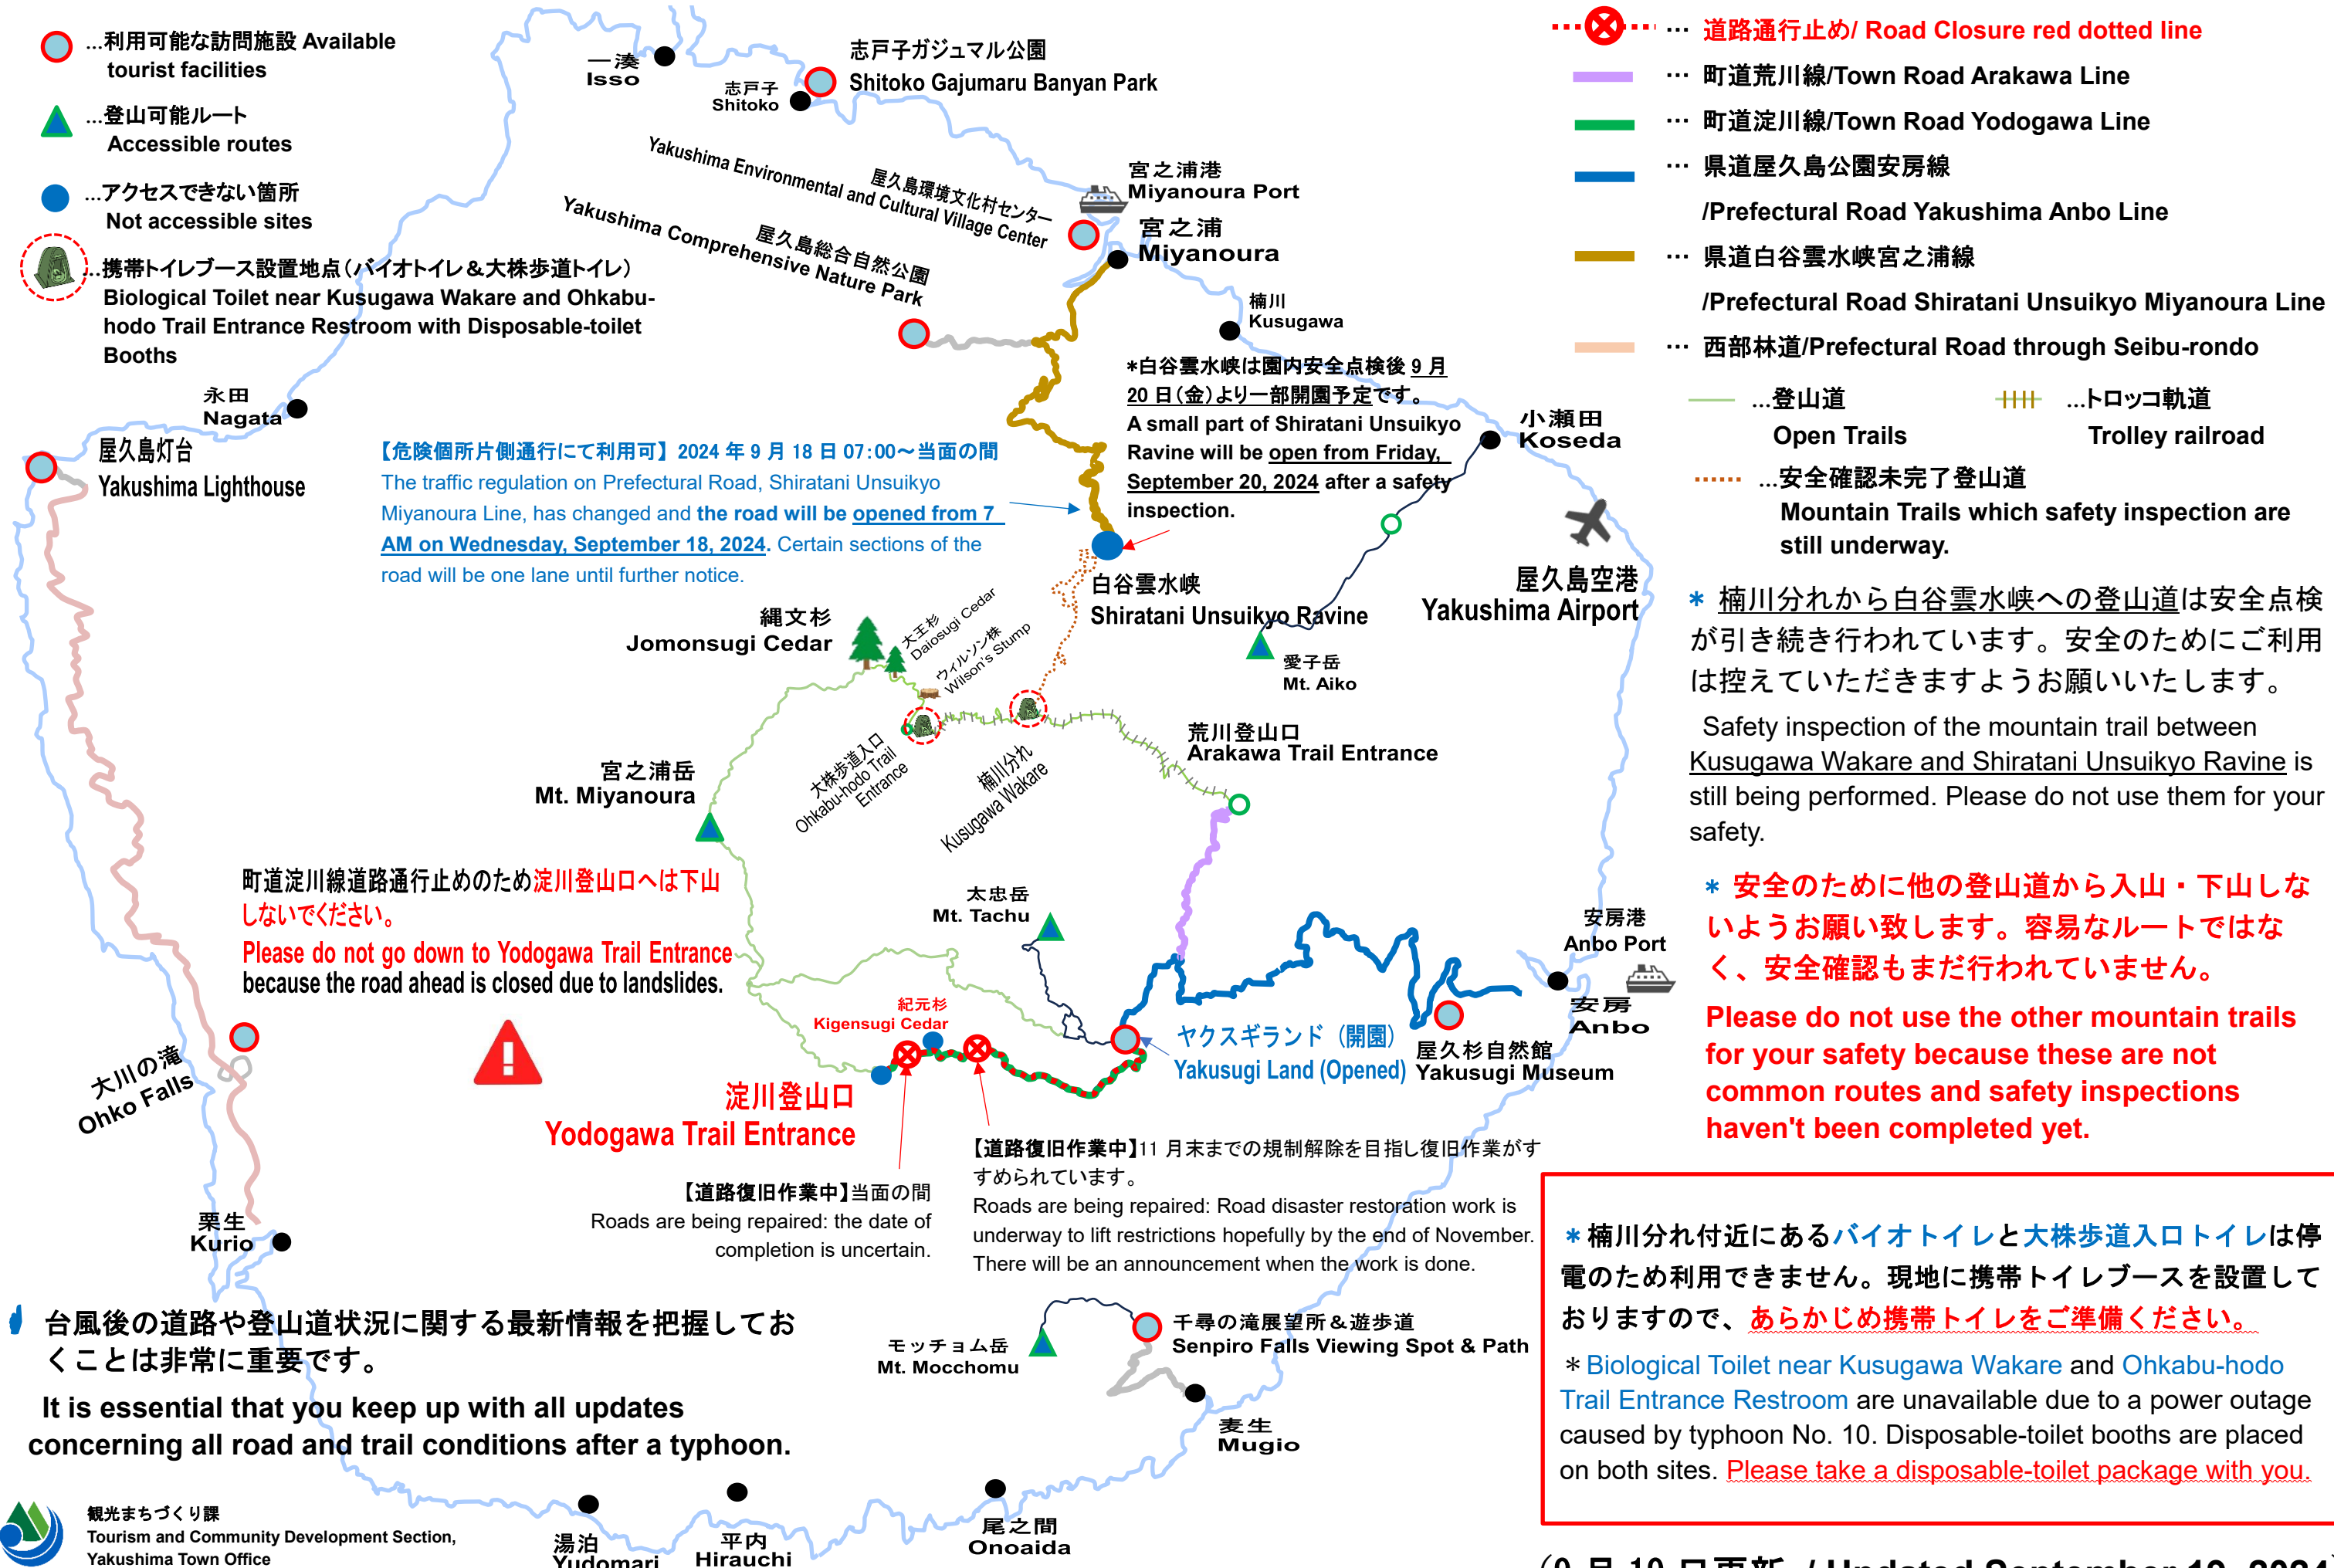 …利用可能な訪問施設 Available
tourist facilities
…登山可能ルート
Accessible routes
…アクセスできない箇所
Not accessible sites
…携帯トイレブース設置地点（バイオトイレ＆大株歩道トイレ）
Biological Toilet near Kusugawa Wakare and Ohkabu-
hodo Trail Entrance Restroom with Disposable-toilet
Booths
… 道路通行止め/ Road Closure red dotted line
… 町道荒川線/Town Road Arakawa Line
… 町道淀川線/Town Road Yodogawa Line
… 県道屋久島公園安房線
/Prefectural Road Yakushima Anbo Line
… 県道白谷雲水峡宮之浦線
/Prefectural Road Shiratani Unsuikyo Miyanoura Line
… 西部林道/Prefectural Road through Seibu-rondo
…登山道
Open Trails
…トロッコ軌道
Trolley railroad
…安全確認未完了登山道
Mountain Trails which safety inspection are
still underway.
一湊
Isso
志戸子
Shitoko
志戸子ガジュマル公園
Shitoko Gajumaru Banyan Park
屋久島環境文化村センター
Yakushima Environmental and Cultural Village Center
屋久島総合自然公園
Yakushima Comprehensive Nature Park
宮之浦港
Miyanoura Port
宮之浦
Miyanoura
楠川
Kusugawa
*白谷雲水峡は園内安全点検後 9 月
20 日（金）より一部開園予定です。
A small part of Shiratani Unsuikyo
Ravine will be open from Friday,
September 20, 2024 after a safety
inspection.
小瀬田
Koseda
永田
Nagata
屋久島灯台
Yakushima Lighthouse
【危険個所片側通行にて利用可】 2024 年 9 月 18 日 07:00～当面の間
The traffic regulation on Prefectural Road, Shiratani Unsuikyo
Miyanoura Line, has changed and the road will be opened from 7
AM on Wednesday, September 18, 2024. Certain sections of the
road will be one lane until further notice.
白谷雲水峡
Shiratani Unsuikyo Ravine
屋久島空港
Yakushima Airport
縄文杉
Jomonsugi Cedar
大王杉
Daiosugi Cedar
ウィルソン株
Wilson's Stump
愛子岳
Mt. Aiko
荒川登山口
Arakawa Trail Entrance
大株歩道入口
Ohkabu-hodo Trail
Entrance
楠川分れ
Kusugawa Wakare
宮之浦岳
Mt. Miyanoura
* 楠川分れから白谷雲水峡への登山道は安全点検
が引き続き行われています。安全のためにご利用
は控えていただきますようお願いいたします。
Safety inspection of the mountain trail between
Kusugawa Wakare and Shiratani Unsuikyo Ravine is
still being performed. Please do not use them for your
safety.
* 安全のために他の登山道から入山・下山しな
いようお願い致します。容易なルートではな
く、安全確認もまだ行われていません。
Please do not use the other mountain trails
for your safety because these are not
common routes and safety inspections
haven't been completed yet.
町道淀川線道路通行止めのため淀川登山口へは下山
しないでください。
Please do not go down to Yodogawa Trail Entrance
because the road ahead is closed due to landslides.
太忠岳
Mt. Tachu
安房港
Anbo Port
安房
Anbo
紀元杉
Kigensugi Cedar
ヤクスギランド（開園）
Yakusugi Land (Opened)
屋久杉自然館
Yakusugi Museum
大川の滝
Ohko Falls
淀川登山口
Yodogawa Trail Entrance
【道路復旧作業中】当面の間
Roads are being repaired: the date of
completion is uncertain.
【道路復旧作業中】11 月末までの規制解除を目指し復旧作業がす
すめられています。
Roads are being repaired: Road disaster restoration work is
underway to lift restrictions hopefully by the end of November.
There will be an announcement when the work is done.
栗生
Kurio
*楠川分れ付近にあるバイオトイレと大株歩道入口トイレは停
電のため利用できません。現地に携帯トイレブースを設置して
おりますので、あらかじめ携帯トイレをご準備ください。
*Biological Toilet near Kusugawa Wakare and Ohkabu-hodo
Trail Entrance Restroom are unavailable due to a power outage
caused by typhoon No. 10. Disposable-toilet booths are placed
on both sites. Please take a disposable-toilet package with you.
台風後の道路や登山道状況に関する最新情報を把握してお
くことは非常に重要です。
It is essential that you keep up with all updates
concerning all road and trail conditions after a typhoon.
モッチョム岳
Mt. Mocchomu
千尋の滝展望所＆遊歩道
Senpiro Falls Viewing Spot & Path
麦生
Mugio
観光まちづくり課
Tourism and Community Development Section,
Yakushima Town Office
湯泊
Yudomari
平内
Hirauchi
尾之間
Onoaida
(9 月 19 日更新 / Updated September 19, 2024)